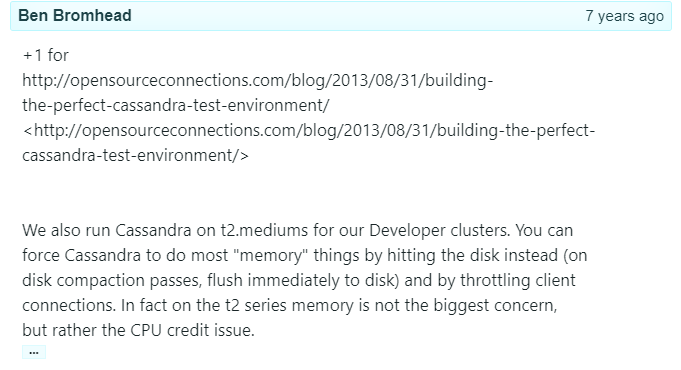 Ben Bromhead 7 years ago
+1 for
http://opensourceconnections.com/blog/2013/08/31/building-
the-perfect-cassandra-test-environment/
<http://opensourceconnections.com/blog/2013/08/31/building-the-perfect-
cassandra-test-environment/>
We also run Cassandra on t2.mediums for our Developer clusters. You can
force Cassandra to do most "memory" things by hitting the disk instead (on
disk compaction passes, flush immediately to disk) and by throttling client
connections. In fact on the t2 series memory is not the biggest concern,
but rather the CPU credit issue.
...